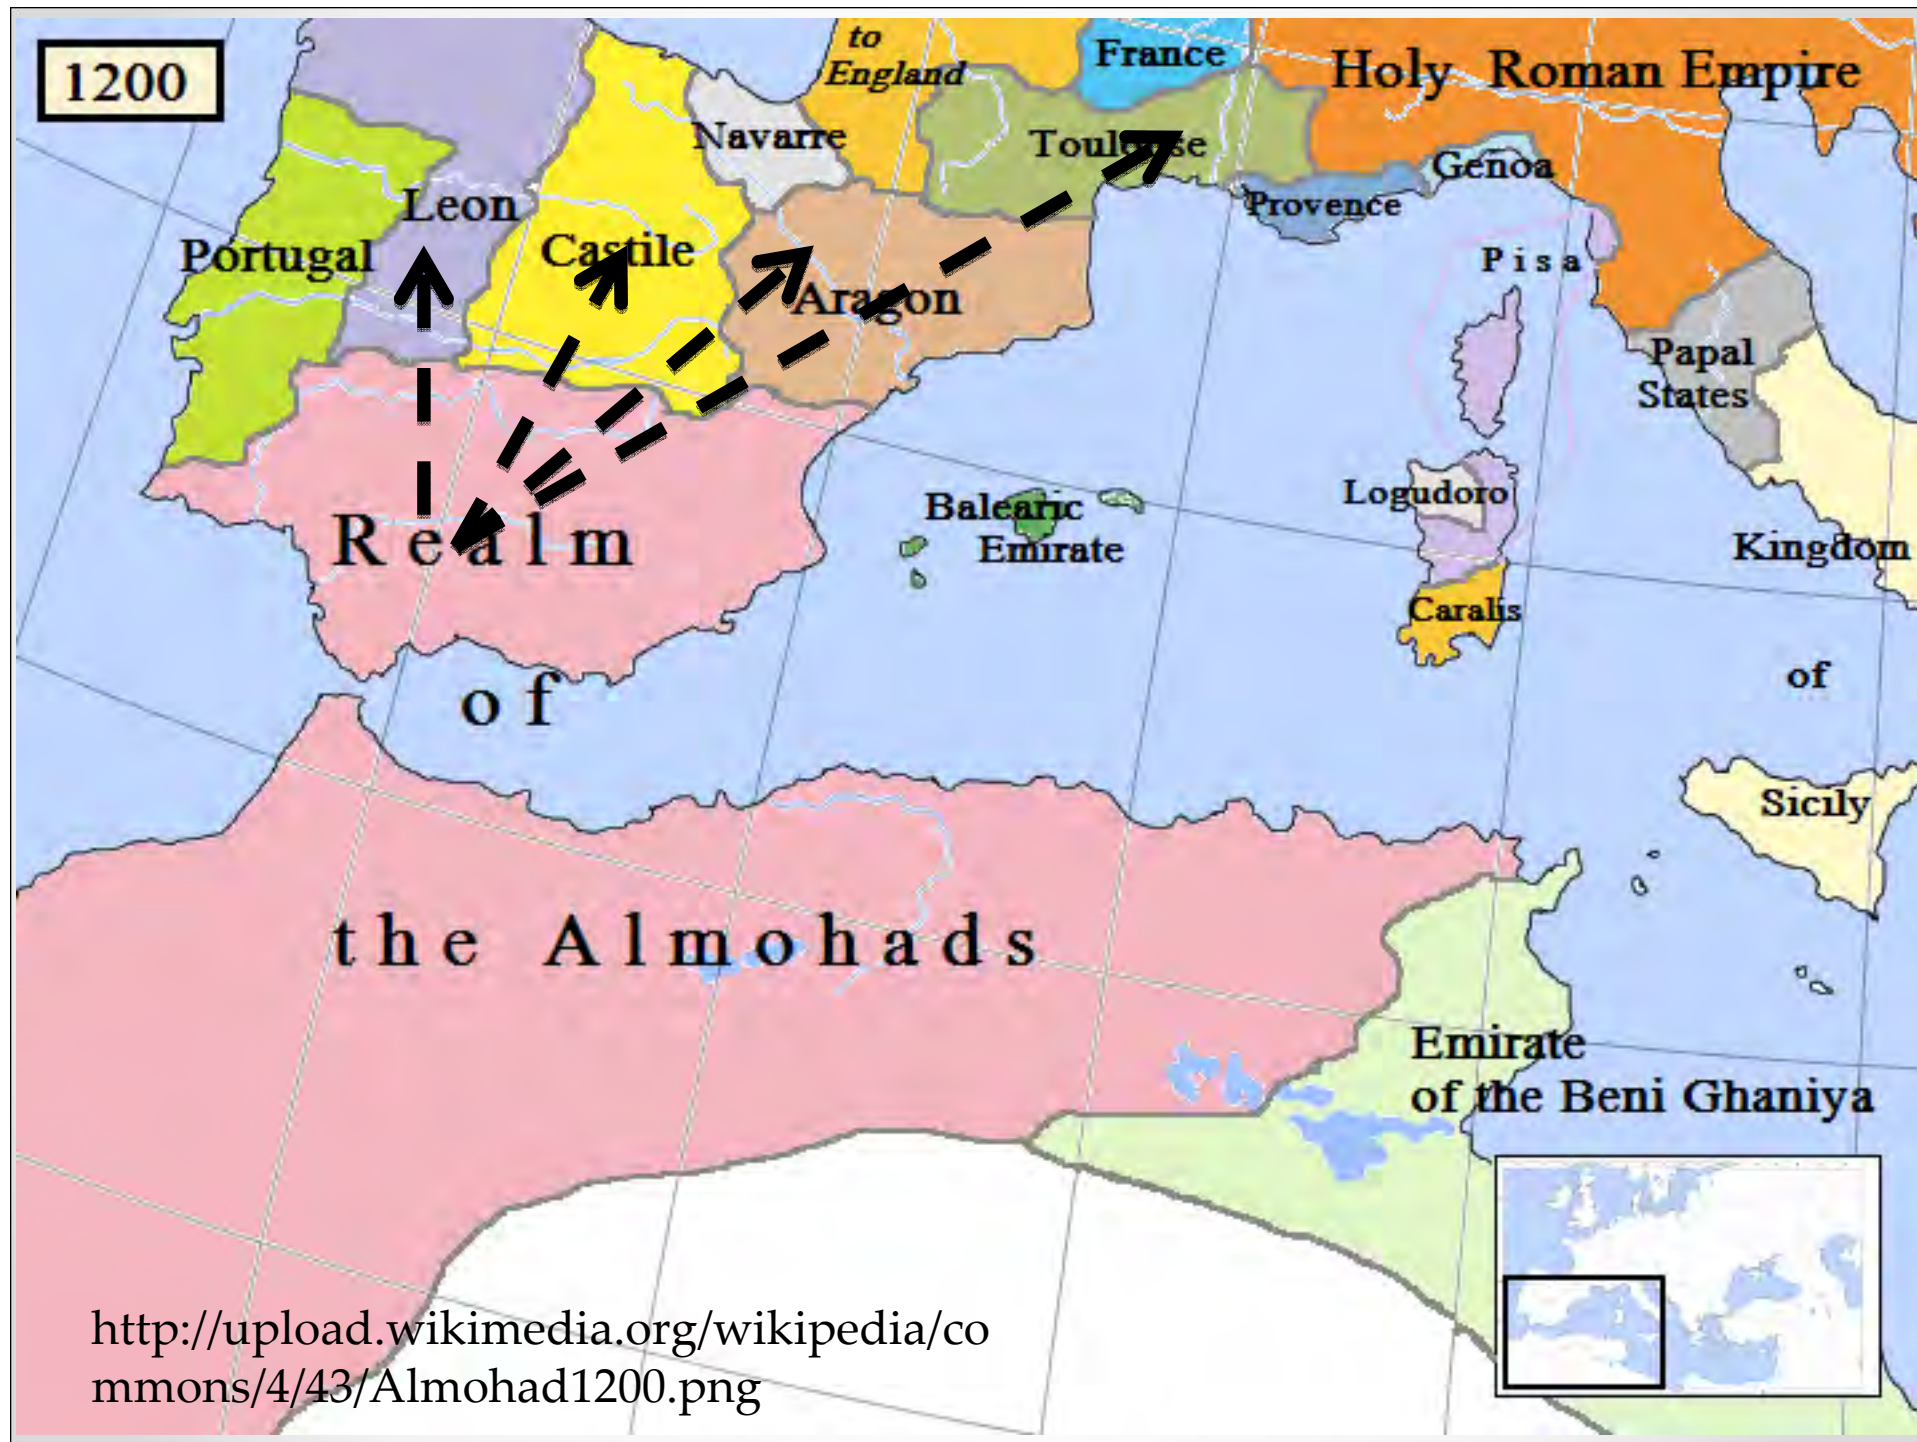 1200
to
England
France
Holy Roman Empire
Navarre
Toulouse
Genoa
Leon
Provence
Portugal
Castile
Pisa
Aragon
Papal
States
Balearic
Emirate
Logudoro
Realm
Kingdom
Caralis
of
of
Sicily
the Almohads
Emirate
of the Beni Ghaniya
http://upload.wikimedia.org/wikipedia/co
mmons/4/43/Almohad1200.png